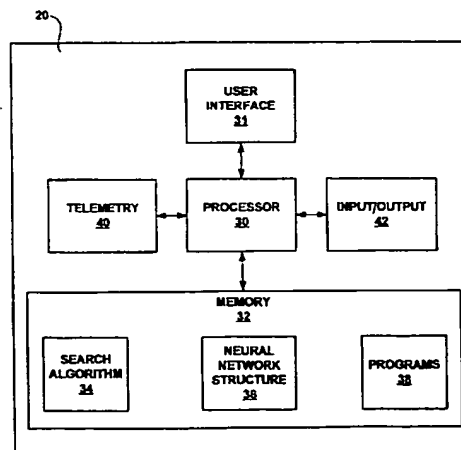 20
USER
INTERFACE
31
TELEMETRY
40
PROCESSOR
30
INPUT/OUTPUT
42
MEMORY
32
SEARCH
ALGORITHM
34
NEURAL
NETWORK
STRUCTURE
36
PROGRAMS
38